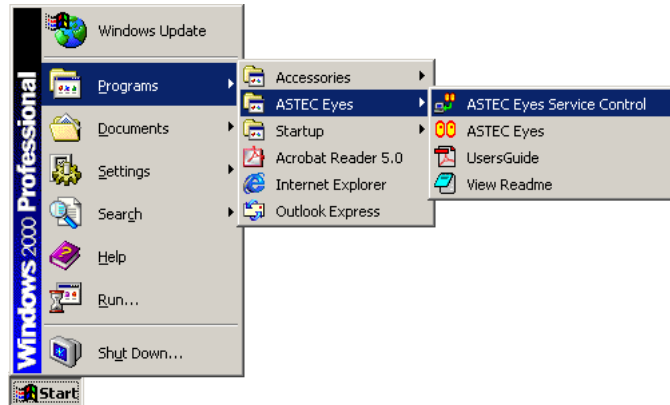 Windows 2000 Professional
Windows Update
Programs
Documents
Settings
Search
Help
Run...
Shut Down...
Start
Accessories
ASTEC Eyes
Startup
Acrobat Reader 5.0
Internet Explorer
Outlook Express
ASTEC Eyes Service Control
ASTEC Eyes
UsersGuide
View Readme